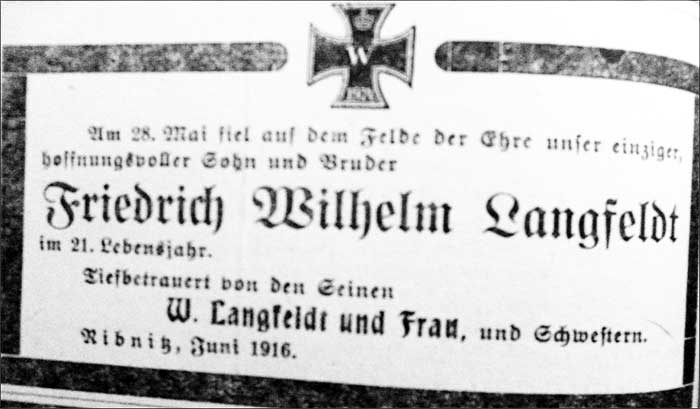 W
1914
Am 28. Mai fiel auf dem Felde der Ehre unser einziger,
hoffnungsvoller Sohn und Bruder
Friedrich Wilhelm Langfeldt
im 21. Lebensjahr.
Tiefbetrauert von den Seinen
W. Langfeldt und Frau, und Schwestern.
Ribnitz, Juni 1916.